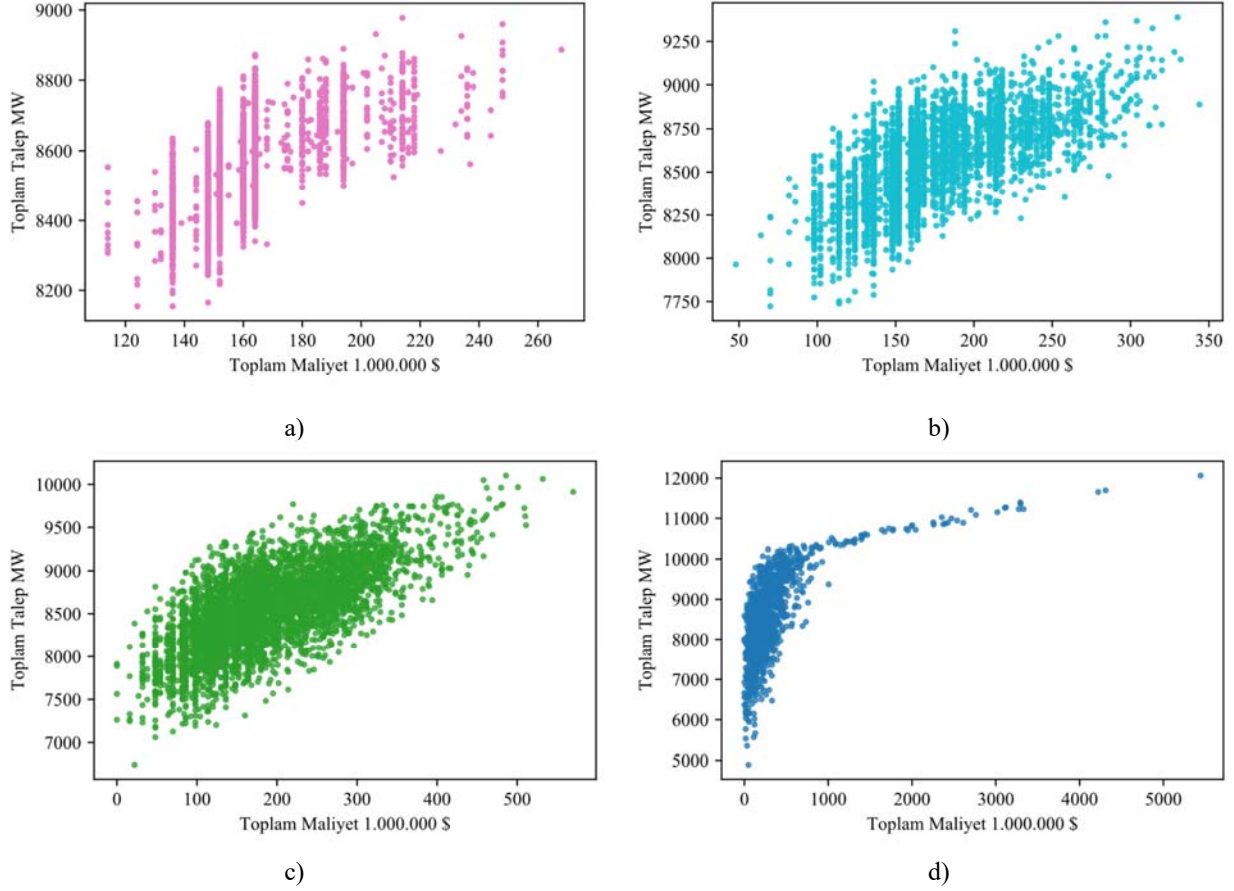 9000
8800
8600
8400
8200
Toplam Talep MW
120 140 160 180 200 220 240 260
Toplam Maliyet 1.000.000 $
a)
9250
9000
8750
8500
8250
8000
7750
Toplam Talep MW
50 100 150 200 250 300 350
Toplam Maliyet 1.000.000 $
b)
10000
9500
9000
8500
8000
7500
7000
Toplam Talep MW
0 100 200 300 400 500
Toplam Maliyet 1.000.000 $
c)
12000
11000
10000
9000
8000
7000
6000
5000
Toplam Talep MW
0 1000 2000 3000 4000 5000
Toplam Maliyet 1.000.000 $
d)